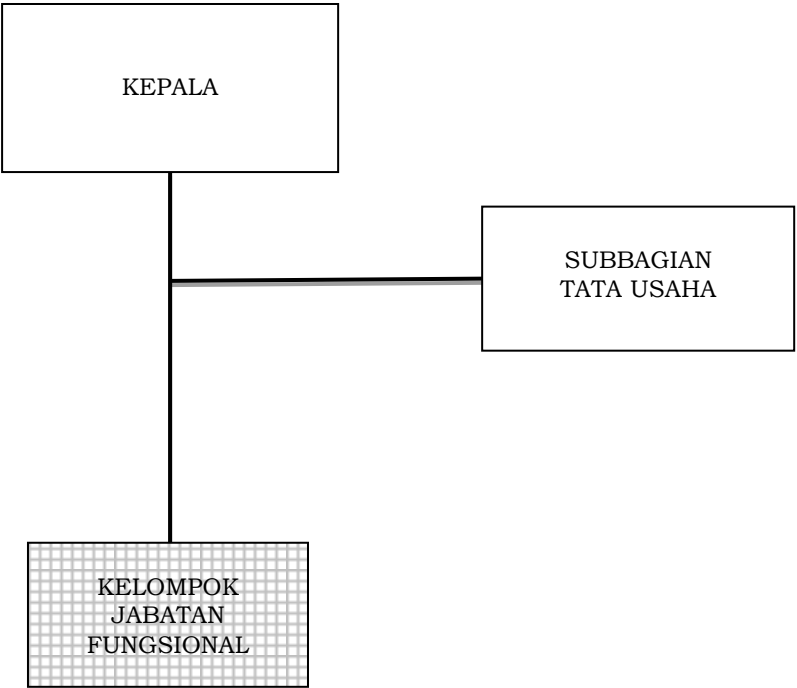 KEPALA
SUBBAGIAN
TATA USAHA
KELOMPOK
JABATAN
FUNGSIONAL